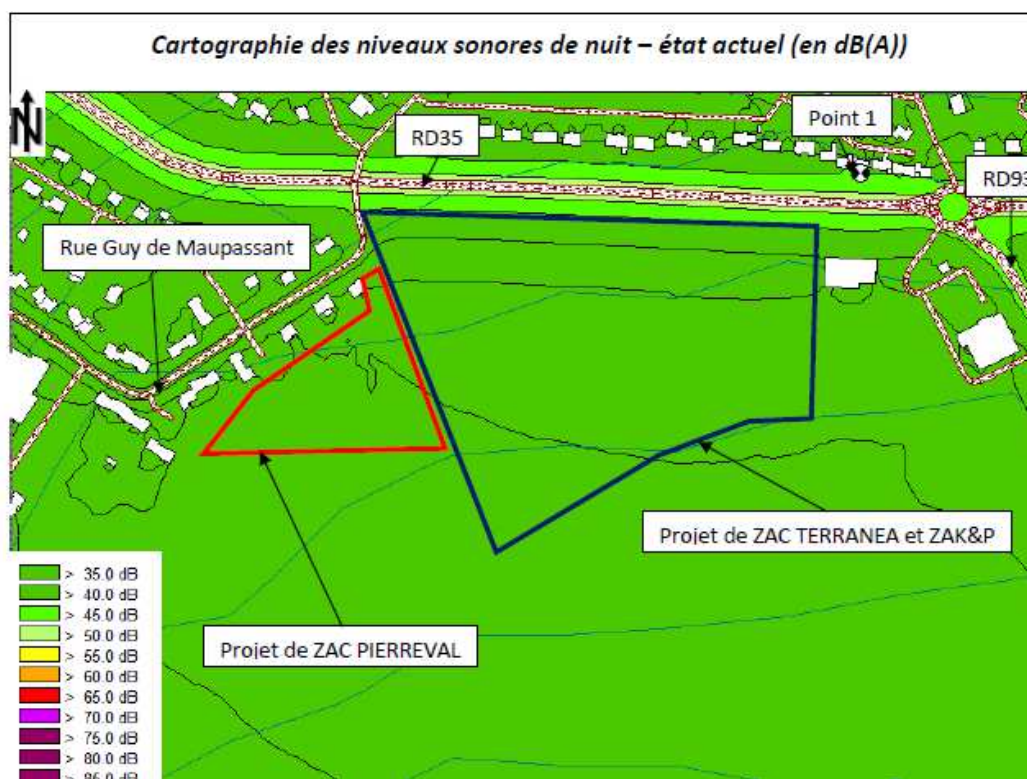 Cartographie des niveaux sonores de nuit – état actuel (en dB(A))
N
Point 1
RD35
RD93
Rue Guy de Maupassant
Projet de ZAC TERRANEA et ZAK&P
Projet de ZAC PIERREVAL
> 35.0 dB
> 40.0 dB
> 45.0 dB
> 50.0 dB
> 55.0 dB
> 60.0 dB
> 65.0 dB
> 70.0 dB
> 75.0 dB
> 80.0 dB
> 85.0 dB